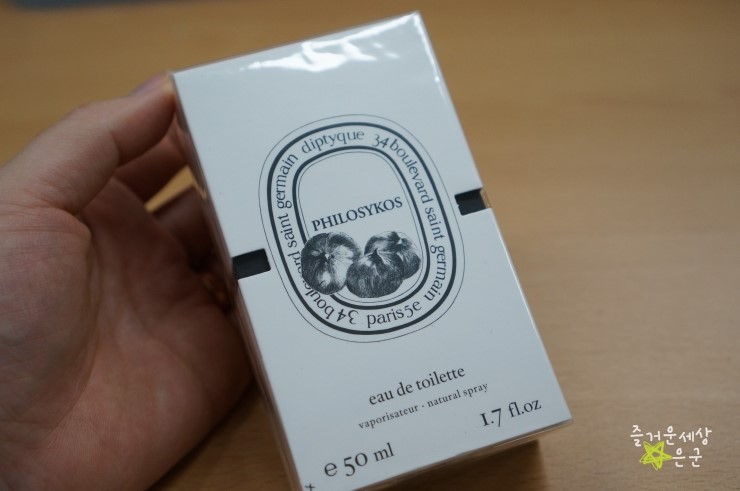 diptyque 34 boulevard saint germain paris5e 34 boulevard saint germain
PHILOSYKOS
eau de toilette
vaporisateur - natural spray
e 50 ml 1.7 fl.oz
즐거운세상
은군